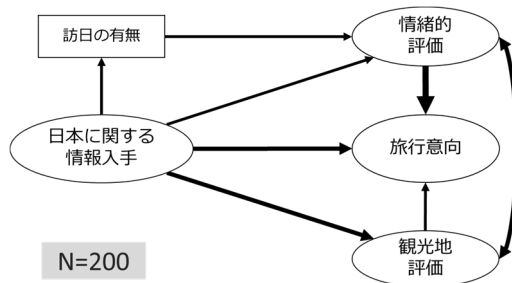 訪日の有無
情緒的
評価
日本に関する
情報入手
旅行意向
観光地
評価
N=200